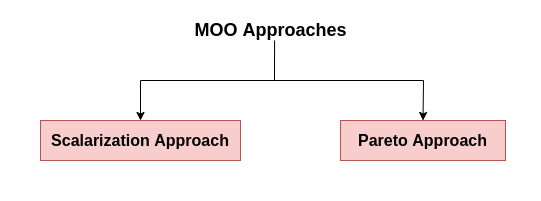 MOO Approaches
Scalarization Approach
Pareto Approach